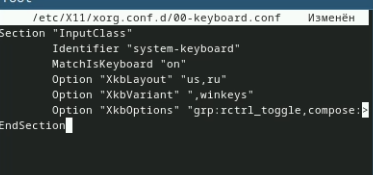 /etc/X11/xorg.conf.d/00-keyboard.conf Изменён
Section "InputClass"
Identifier "system-keyboard"
MatchIsKeyboard "on"
Option "XkbLayout" "us,ru"
Option "XkbVariant" ",winkeys"
Option "XkbOptions" "grp:rctrl_toggle,compose:>
EndSection